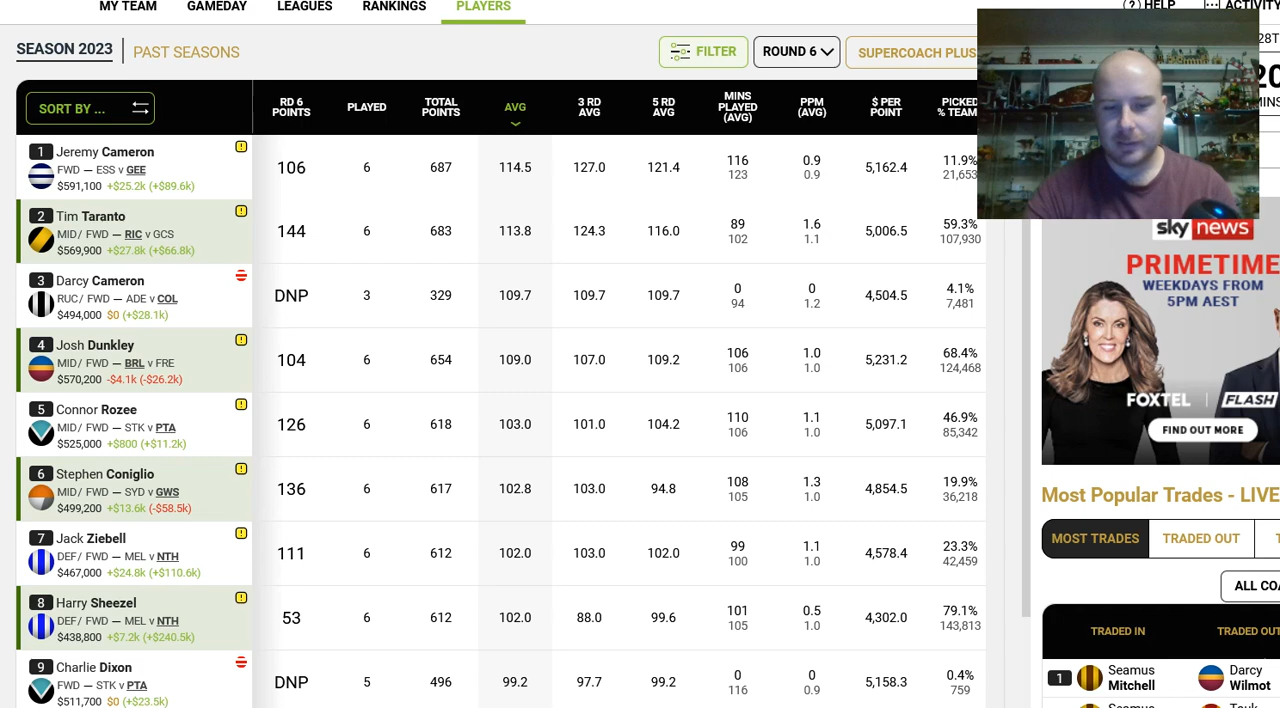 MY TEAM GAMEDAY LEAGUES RANKINGS PLAYERS ? HELP ACTIVITY
SEASON 2023 PAST SEASONS FILTER ROUND 6 SUPERCOACH PLUS
28T
20
MINS
SORT BY ... RD 6 POINTS PLAYED TOTAL POINTS AVG 3 RD AVG 5 RD AVG MINS PLAYED (AVG) PPM (AVG) $ PER POINT PICKED % TEAM
1 Jeremy Cameron
FWD — ESS v GEE
$591,100 +$25.2k (+$89.6k)
106 6 687 114.5 127.0 121.4 116 0.9 5,162.4 11.9%
123 0.9 21,653
2 Tim Taranto
MID/ FWD — RIC v GCS
$569,900 +$27.8k (+$66.8k)
144 6 683 113.8 124.3 116.0 89 1.6 5,006.5 59.3%
102 1.1 107,930
3 Darcy Cameron
RUC/ FWD — ADE v COL
$494,000 $0 (+$28.1k)
DNP 3 329 109.7 109.7 109.7 0 0 4,504.5 4.1%
94 1.2 7,481
4 Josh Dunkley
MID/ FWD — BRL v FRE
$570,200 -$4.1k (-$26.2k)
104 6 654 109.0 107.0 109.2 106 1.0 5,231.2 68.4%
106 1.0 124,468
5 Connor Rozee
MID/ FWD — STK v PTA
$525,000 +$800 (+$11.2k)
126 6 618 103.0 101.0 104.2 110 1.1 5,097.1 46.9%
106 1.0 85,342
6 Stephen Coniglio
MID/ FWD — SYD v GWS
$499,200 +$13.6k (-$58.5k)
136 6 617 102.8 103.0 94.8 108 1.3 4,854.5 19.9%
105 1.0 36,218
7 Jack Ziebell
DEF/ FWD — MEL v NTH
$467,000 +$24.8k (+$110.6k)
111 6 612 102.0 103.0 102.0 99 1.1 4,578.4 23.3%
100 1.0 42,459
8 Harry Sheezel
DEF/ FWD — MEL v NTH
$438,800 +$7.2k (+$240.5k)
53 6 612 102.0 88.0 99.6 101 0.5 4,302.0 79.1%
105 1.0 143,813
9 Charlie Dixon
FWD — STK v PTA
$511,700 $0 (+$23.5k)
DNP 5 496 99.2 97.7 99.2 0 0 5,158.3 0.4%
116 0.9 759
sky news
PRIMETIME
WEEKDAYS FROM
5PM AEST
FOXTEL | FLASH
FIND OUT MORE
Most Popular Trades - LIVE
MOST TRADES TRADED OUT T
ALL COA
TRADED IN TRADED OUT
1 Seamus Mitchell Darcy Wilmot